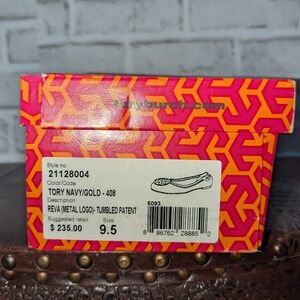 toryburch.com
Style no.
21128004
Color/Code
TORY NAVY/GOLD - 408
Description
REVA (METAL LOGO)- TUMBLED PATENT
Suggested retail Size
$ 235.00 9.5
5093
8 86762 28885 2